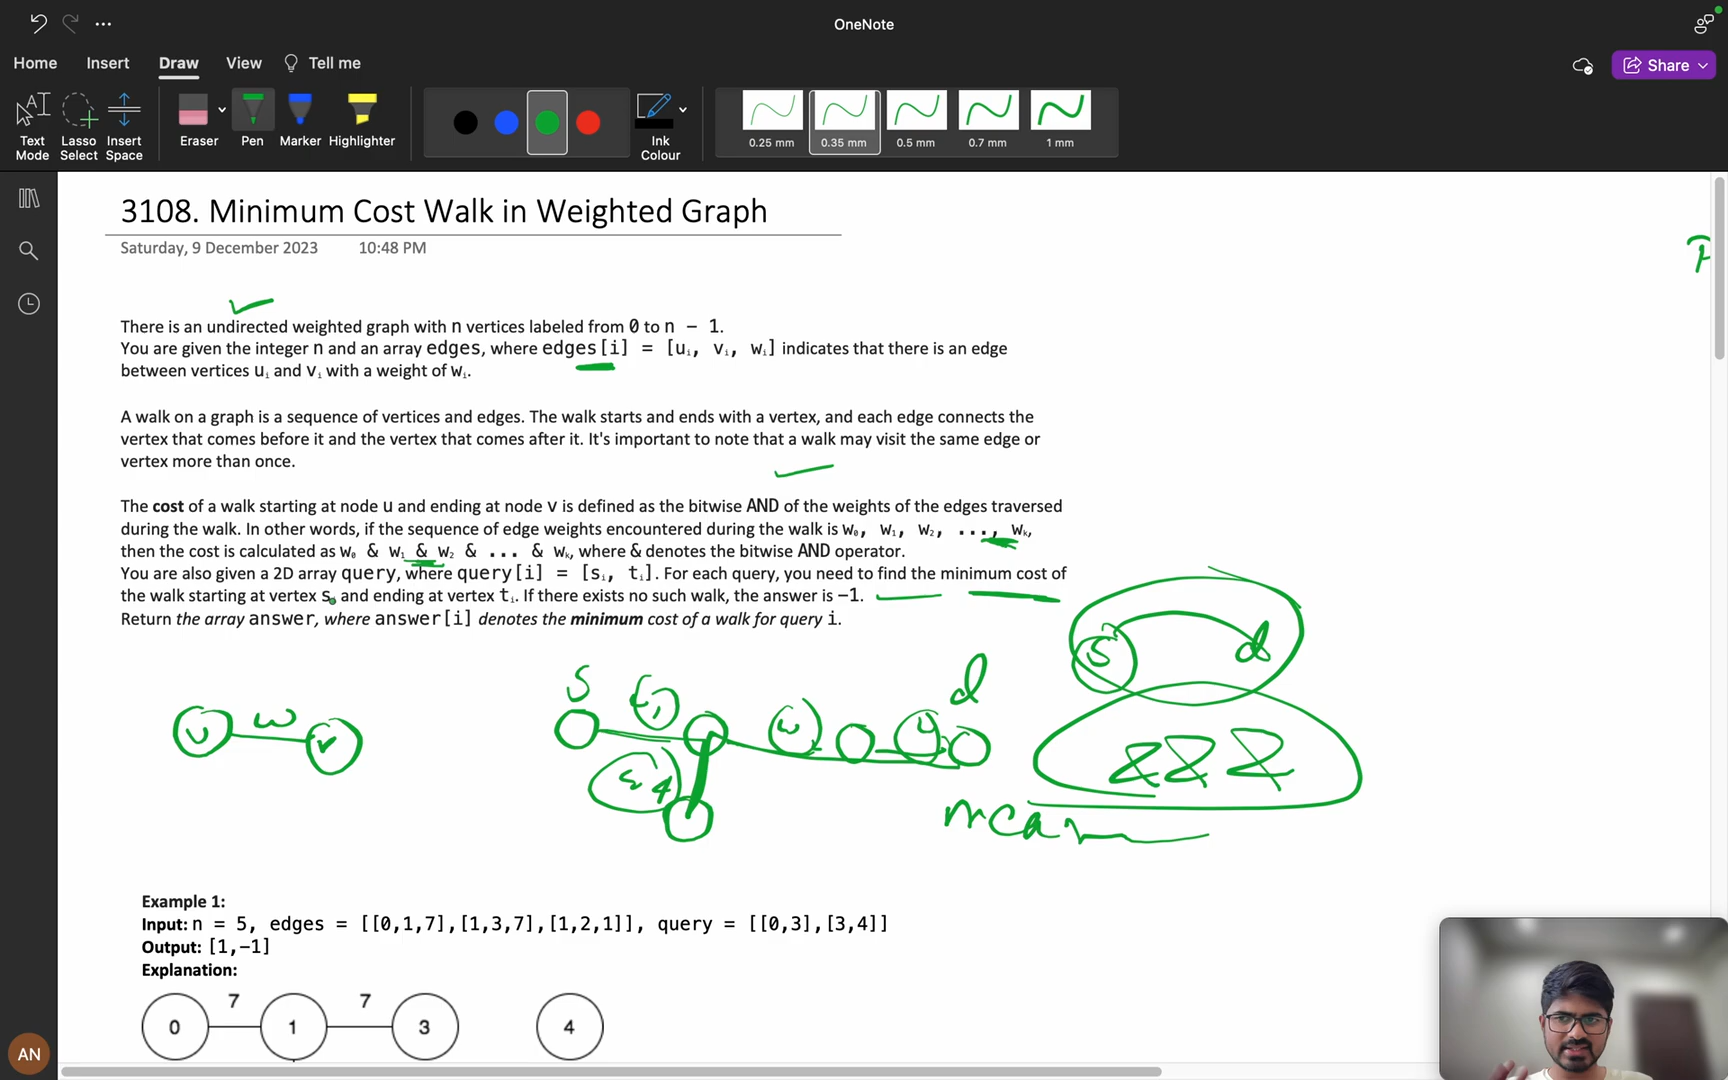 OneNote
Home Insert Draw View Tell me
Share
Text Mode
Lasso Select
Insert Space
Eraser
Pen
Marker
Highlighter
Ink Colour
0.25 mm
0.35 mm
0.5 mm
0.7 mm
1 mm
3108. Minimum Cost Walk in Weighted Graph
Saturday, 9 December 2023 10:48 PM
There is an undirected weighted graph with n vertices labeled from 0 to n - 1.
You are given the integer n and an array edges, where edges[i] = [uᵢ, vᵢ, wᵢ] indicates that there is an edge
between vertices uᵢ and vᵢ with a weight of wᵢ.
A walk on a graph is a sequence of vertices and edges. The walk starts and ends with a vertex, and each edge connects the
vertex that comes before it and the vertex that comes after it. It's important to note that a walk may visit the same edge or
vertex more than once.
The cost of a walk starting at node u and ending at node v is defined as the bitwise AND of the weights of the edges traversed
during the walk. In other words, if the sequence of edge weights encountered during the walk is w₀, w₁, w₂, ..., wₖ,
then the cost is calculated as w₀ & w₁ & w₂ & ... & wₖ, where & denotes the bitwise AND operator.
You are also given a 2D array query, where query[i] = [sᵢ, tᵢ]. For each query, you need to find the minimum cost of
the walk starting at vertex sᵢ and ending at vertex tᵢ. If there exists no such walk, the answer is -1.
Return the array answer, where answer[i] denotes the minimum cost of a walk for query i.
s d
s d
u w v
& & &
Example 1:
Input: n = 5, edges = [[0,1,7],[1,3,7],[1,2,1]], query = [[0,3],[3,4]]
Output: [1,-1]
Explanation:
7 7
0 1 3 4
AN